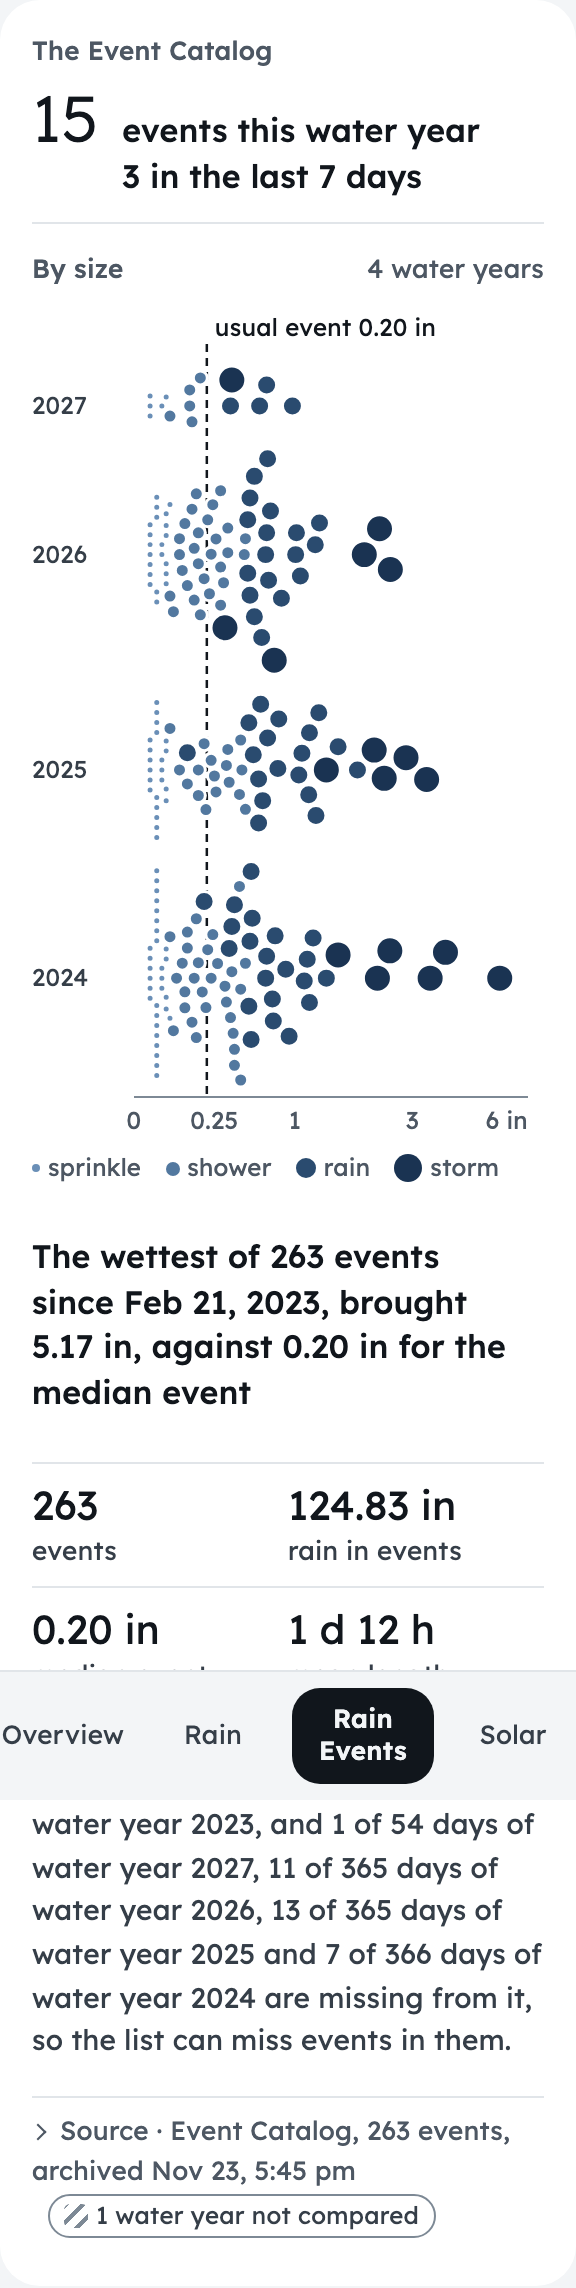 The Event Catalog
15 events this water year
3 in the last 7 days
By size 4 water years
usual event 0.20 in
2027
2026
2025
2024
0 0.25 1 3 6 in
sprinkle shower rain storm
The wettest of 263 events
since Feb 21, 2023, brought
5.17 in, against 0.20 in for the
median event
263 124.83 in
events rain in events
0.20 in 1 d 12 h
Overview Rain Rain Events Solar
water year 2023, and 1 of 54 days of
water year 2027, 11 of 365 days of
water year 2026, 13 of 365 days of
water year 2025 and 7 of 366 days of
water year 2024 are missing from it,
so the list can miss events in them.
Source · Event Catalog, 263 events,
archived Nov 23, 5:45 pm
1 water year not compared